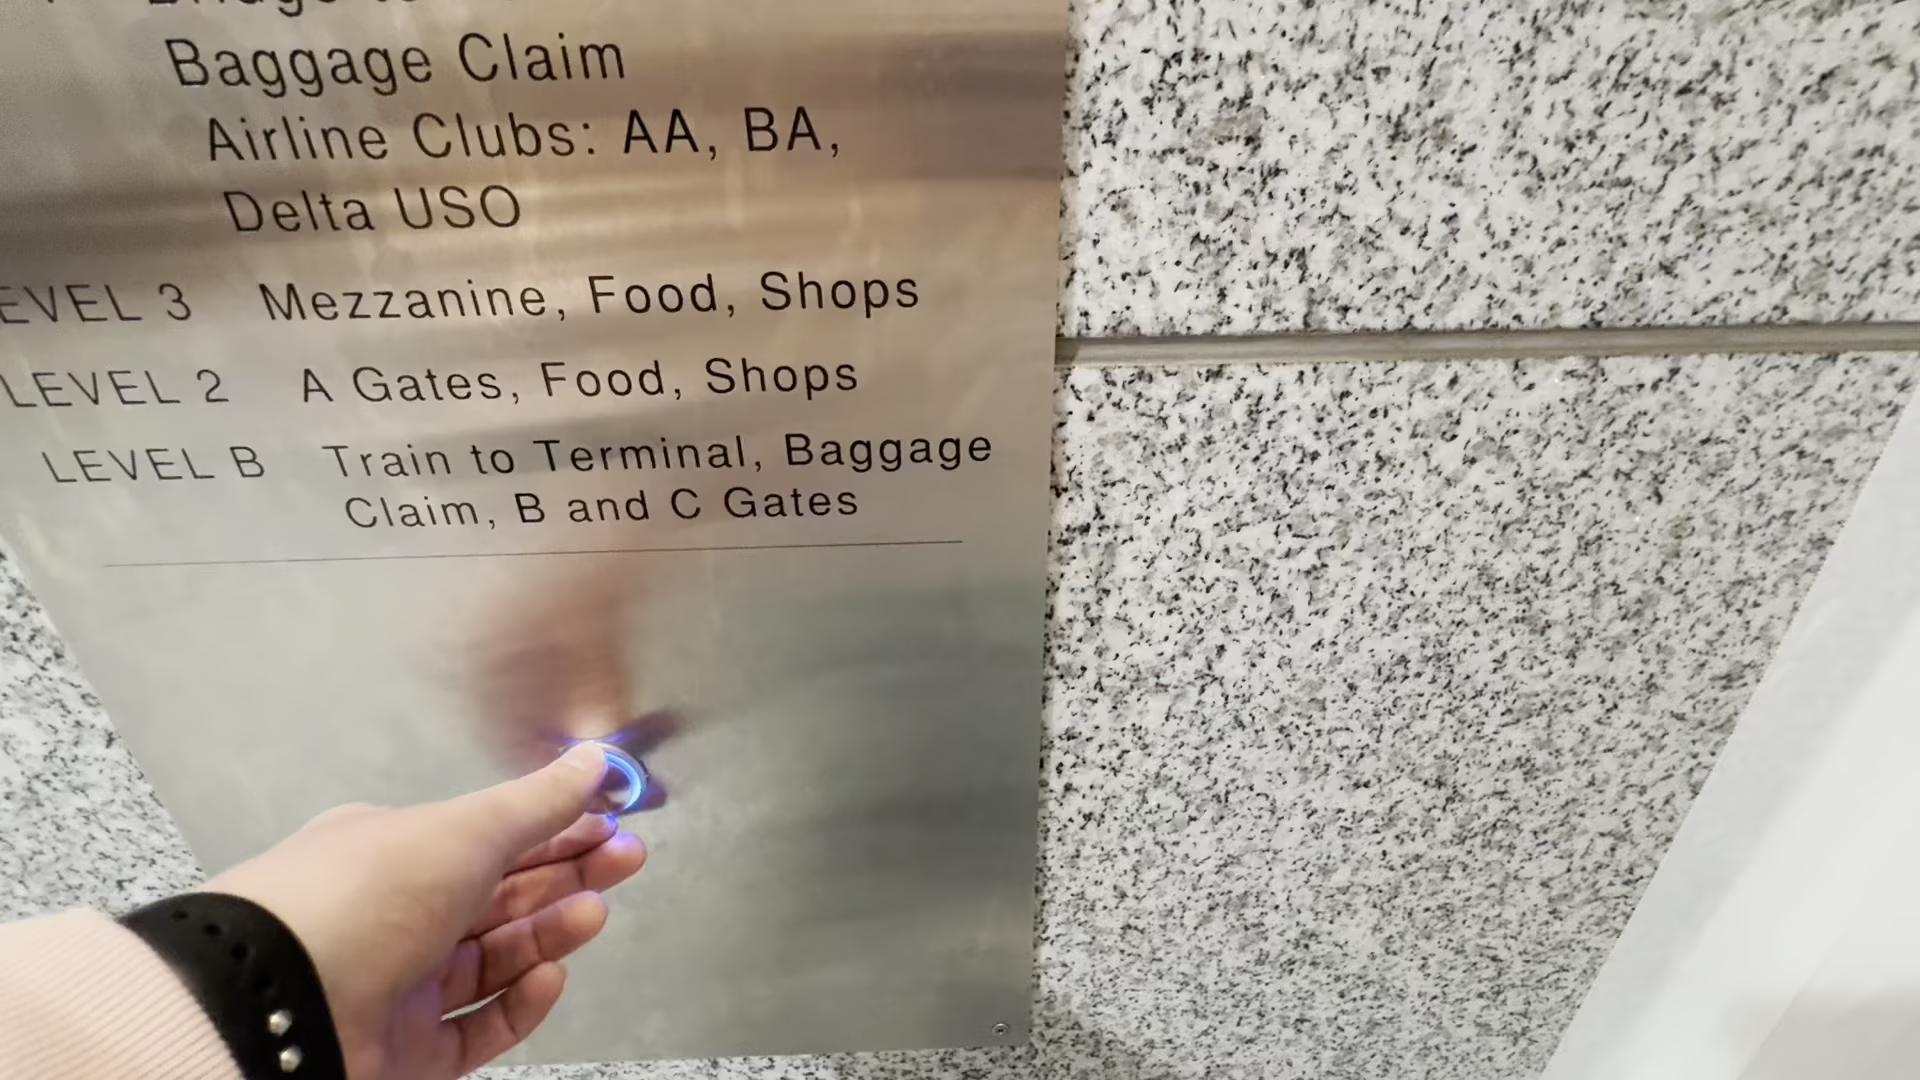 Baggage Claim
Airline Clubs: AA, BA,
Delta USO
EVEL 3 Mezzanine, Food, Shops
LEVEL 2 A Gates, Food, Shops
LEVEL B Train to Terminal, Baggage
Claim, B and C Gates